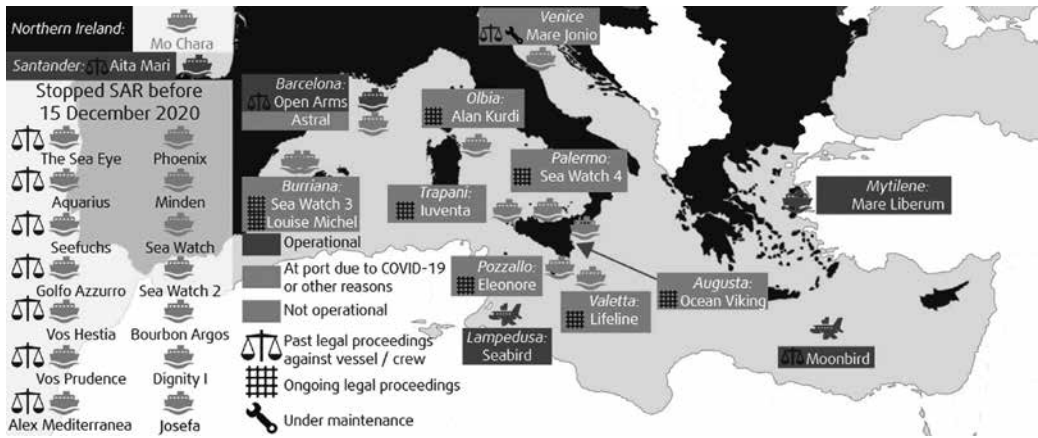 Northern Ireland:
Mo Chara
Santander: Aita Mari
Stopped SAR before
15 December 2020
The Sea Eye
Phoenix
Aquarius
Minden
Seefuchs
Sea Watch
Golfo Azzurro
Sea Watch 2
Vos Hestia
Bourbon Argos
Vos Prudence
Dignity I
Alex Mediterranea
Josefa
Venice
Mare Jonio
Barcelona:
Open Arms
Astral
Olbia:
Alan Kurdi
Palermo:
Sea Watch 4
Burriana:
Sea Watch 3
Louise Michel
Trapani:
Iuventa
Mytilene:
Mare Liberum
Pozzallo:
Eleonore
Valetta:
Lifeline
Augusta:
Ocean Viking
Lampedusa:
Seabird
Moonbird
Operational
At port due to COVID-19
or other reasons
Not operational
Past legal proceedings
against vessel / crew
Ongoing legal proceedings
Under maintenance